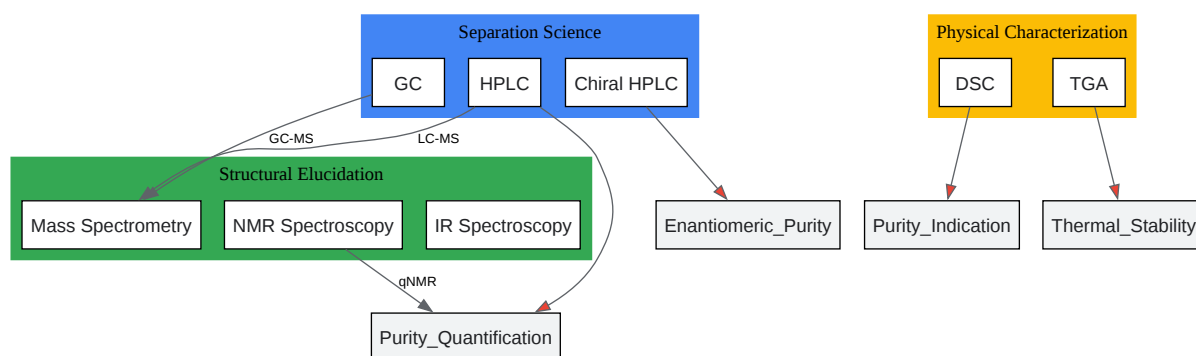 Separation Science
Physical Characterization
GC
HPLC
Chiral HPLC
DSC
TGA
GC-MS
LC-MS
Structural Elucidation
Mass Spectrometry
NMR Spectroscopy
IR Spectroscopy
Enantiomeric_Purity
Purity_Indication
Thermal_Stability
qNMR
Purity_Quantification